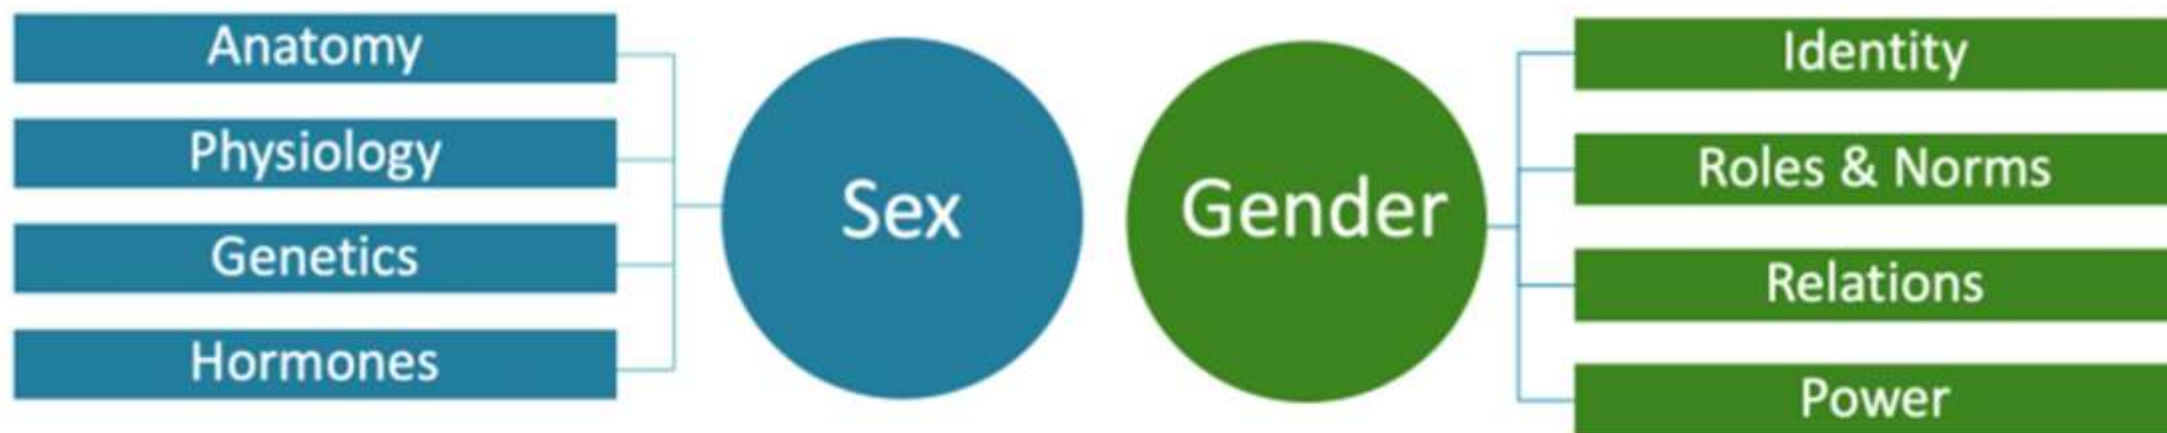 Anatomy
Physiology
Genetics
Hormones
Sex
Gender
Identity
Roles & Norms
Relations
Power